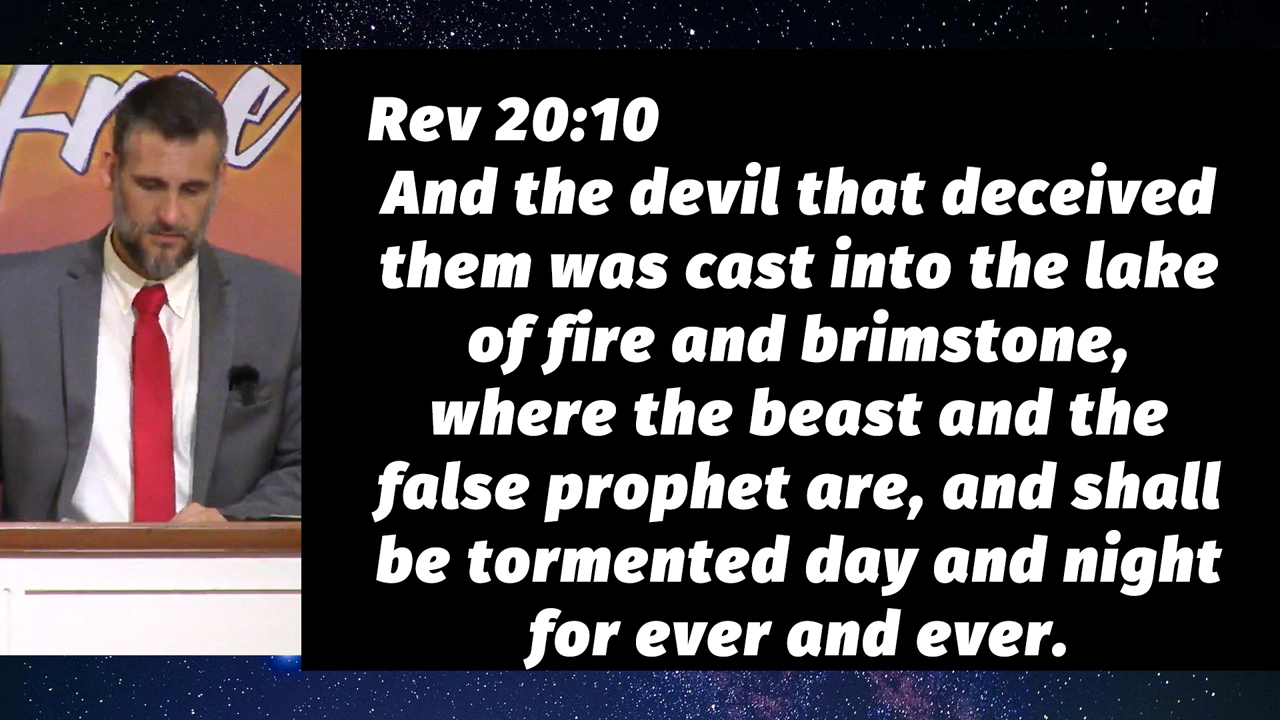 Free
Rev 20:10
And the devil that deceived
them was cast into the lake
of fire and brimstone,
where the beast and the
false prophet are, and shall
be tormented day and night
for ever and ever.